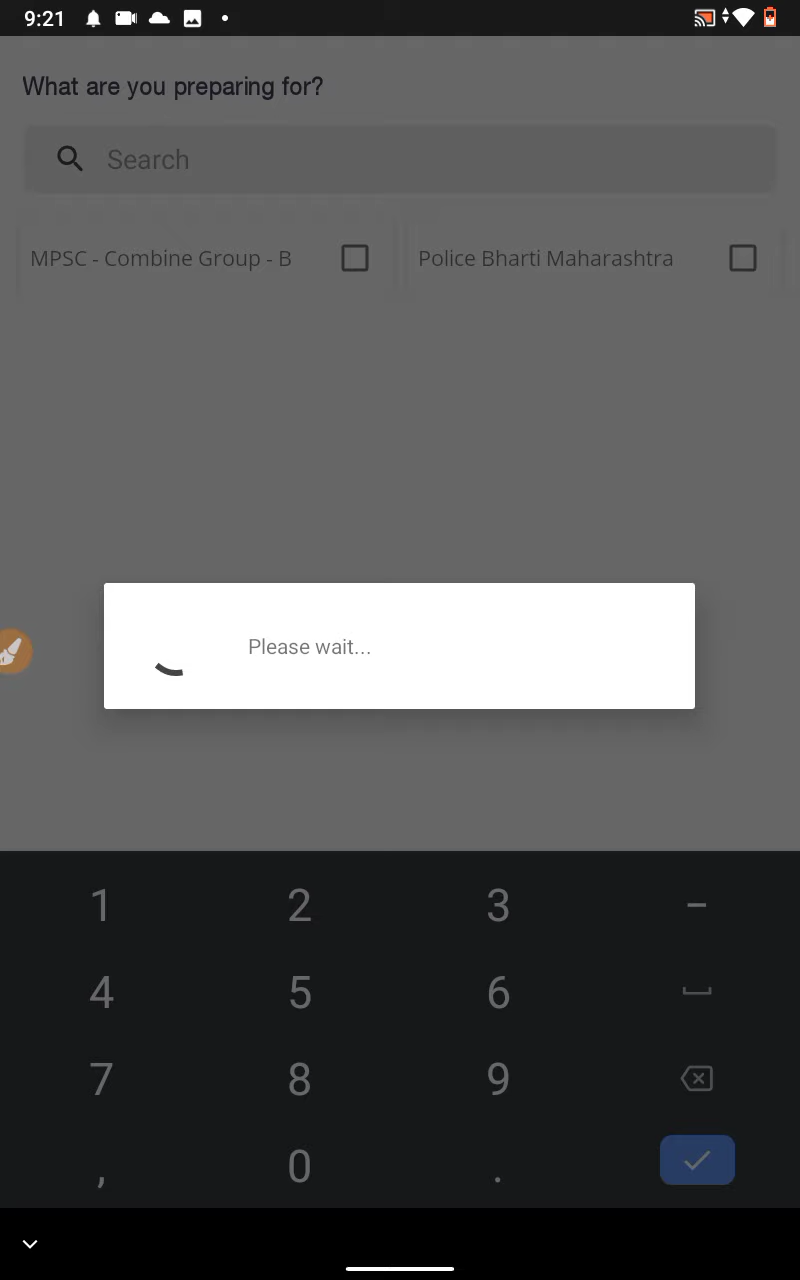 9:21
What are you preparing for?
Search
MPSC - Combine Group - B
Police Bharti Maharashtra
Please wait...
1 2 3 –
4 5 6
7 8 9
, 0 .